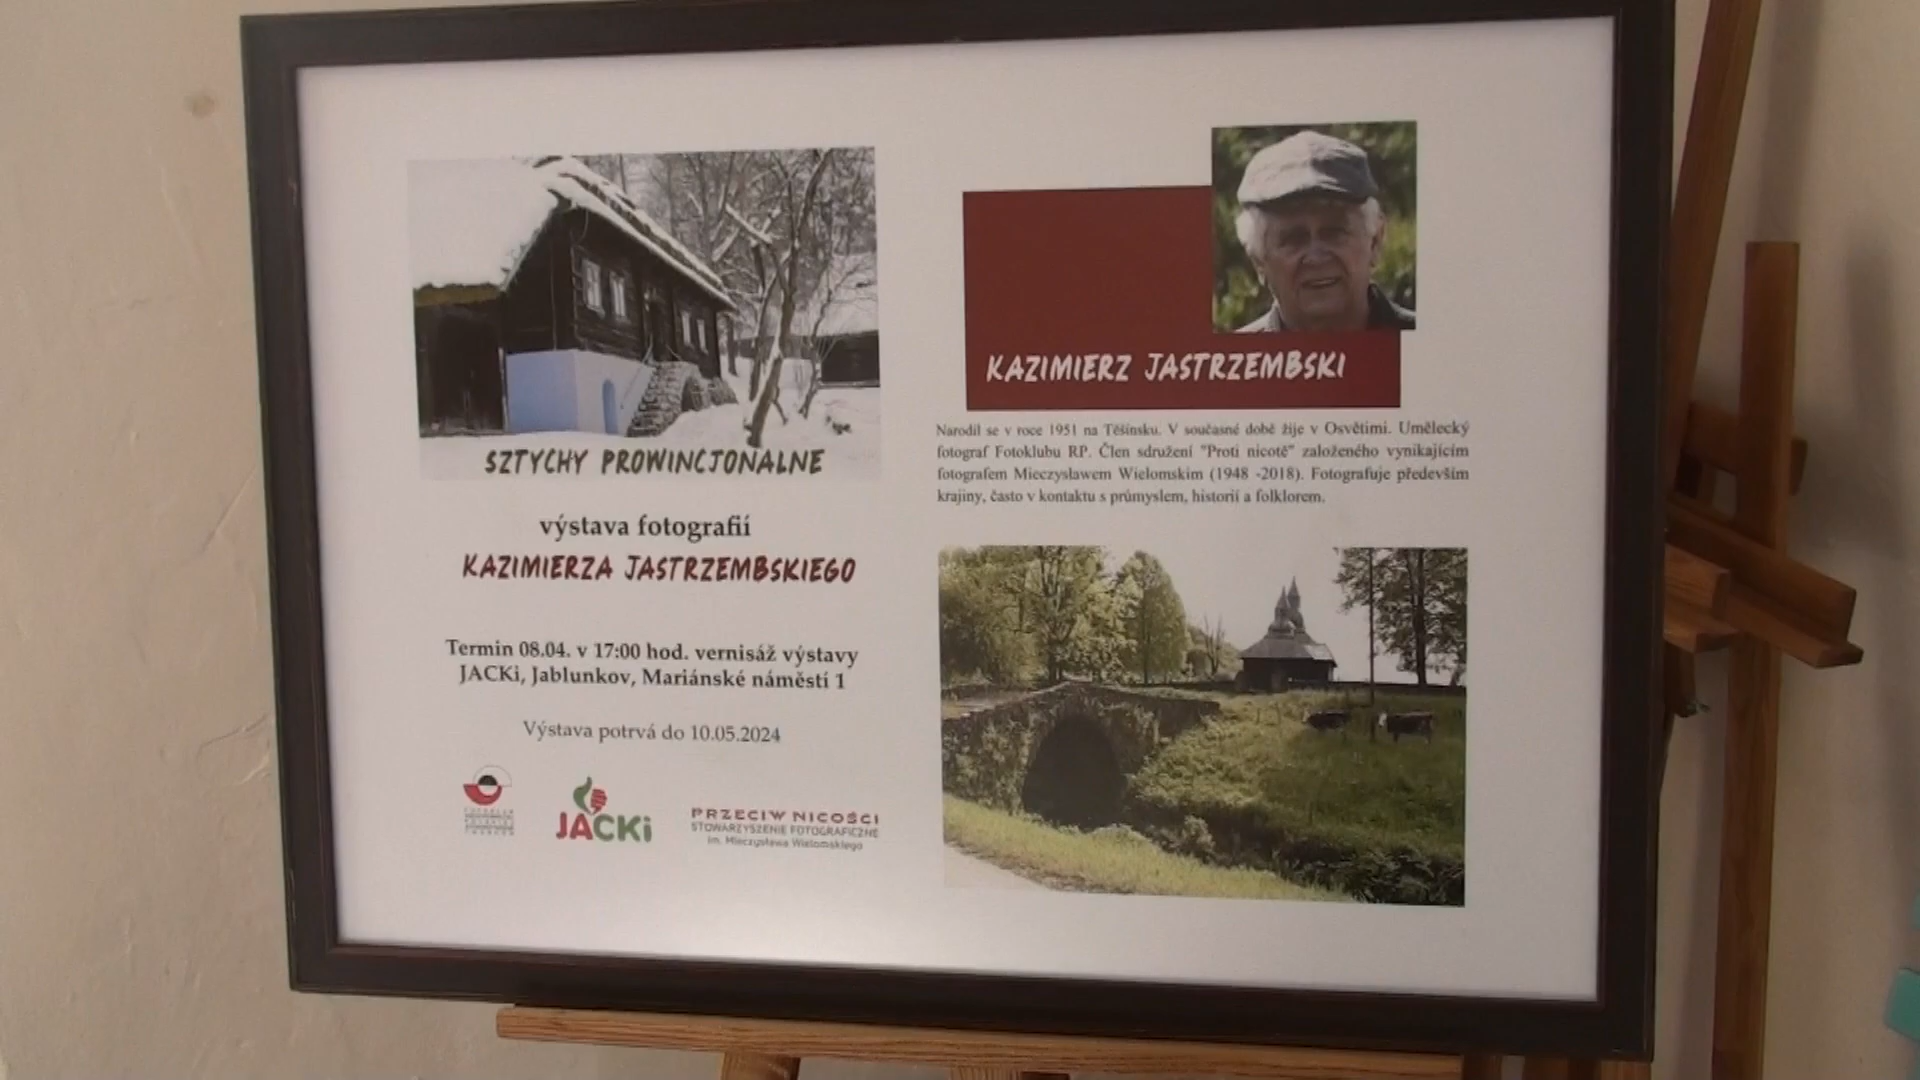 SZTYCHY PROWINCJONALNE
výstava fotografií
KAZIMIERZA JASTRZEMBSKIEGO
Termin 08.04. v 17:00 hod. vernisáž výstavy
JACKi, Jablunkov, Mariánské náměstí 1
Výstava potrvá do 10.05.2024
JACKi
PRZECIW NICOŚCI
STOWARZYSZENIE FOTOGRAFICZNE
im. Mieczysława Wielomskiego
KAZIMIERZ JASTRZEMBSKI
Narodil se v roce 1951 na Těšínsku. V současné době žije v Osvětimi. Umělecký
fotograf Fotoklubu RP. Člen sdružení "Proti nicotě" založeného vynikajícím
fotografem Mieczysławem Wielomskim (1948 -2018). Fotografuje především
krajiny, často v kontaktu s průmyslem, historií a folklorem.